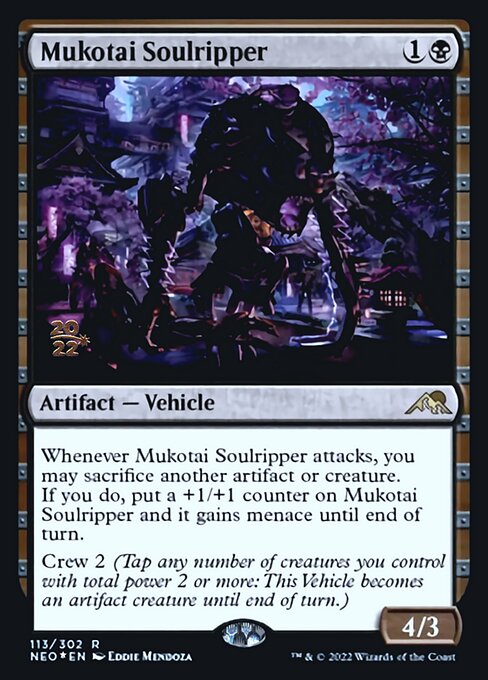 Mukotai Soulripper 1
20
22
Artifact — Vehicle
Whenever Mukotai Soulripper attacks, you
may sacrifice another artifact or creature.
If you do, put a +1/+1 counter on Mukotai
Soulripper and it gains menace until end of
turn.
Crew 2 (Tap any number of creatures you control
with total power 2 or more: This Vehicle becomes
an artifact creature until end of turn.)
4/3
113/302 R
NEO★EN Eddie Mendoza
™ & © 2022 Wizards of the Coast